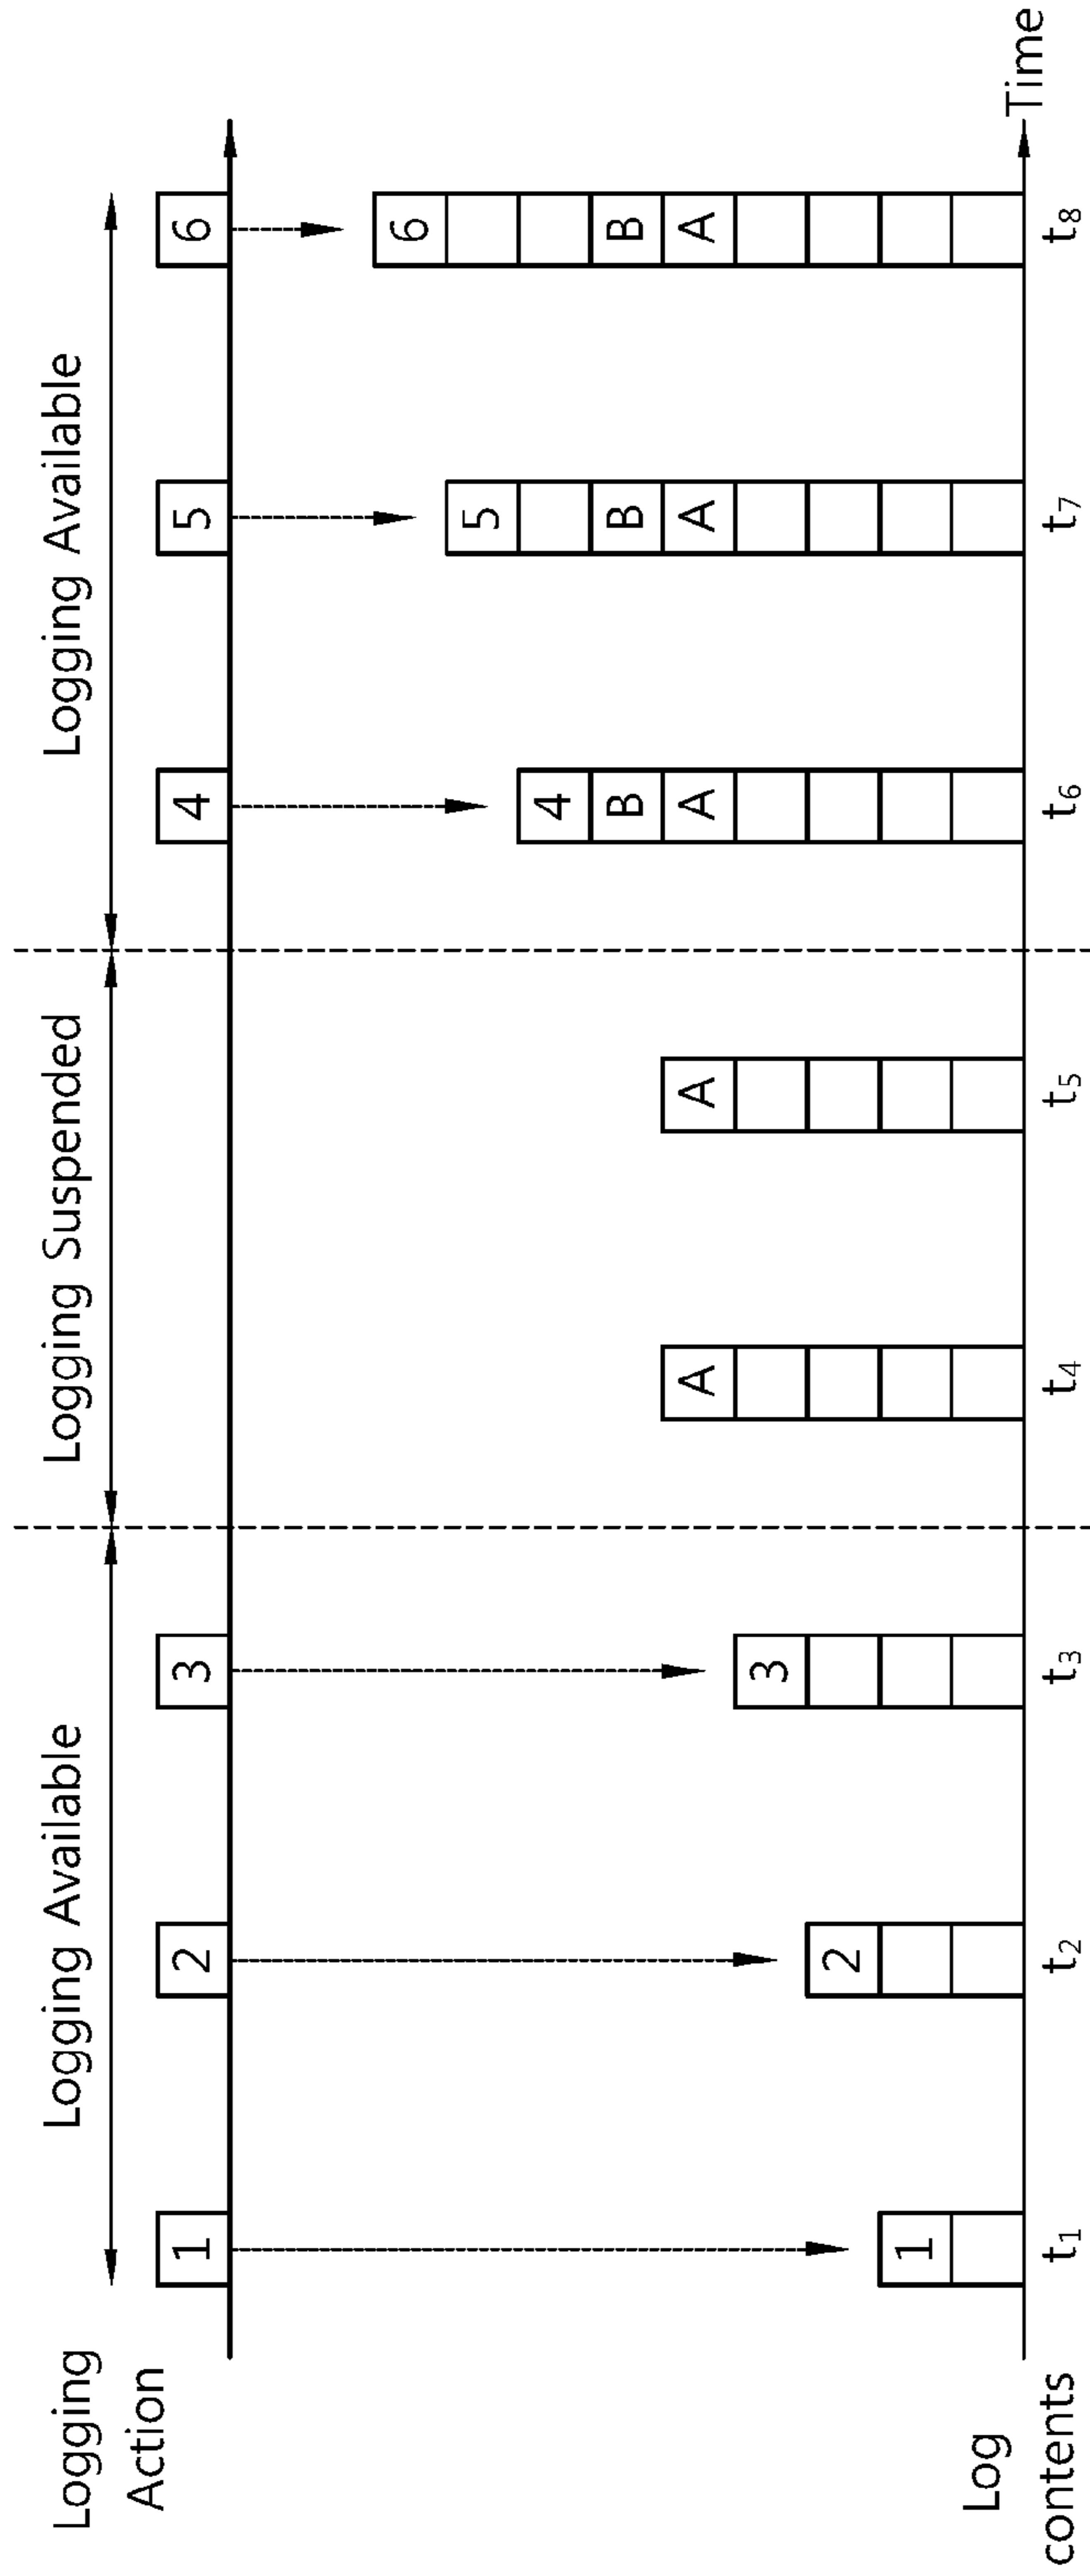 Logging
Action
Logging Available
Logging Suspended
Logging Available
1
2
3
4
5
6
6
5
B
B
4
B
A
A
A
A
A
3
2
1
Log
contents
t1
t2
t3
t4
t5
t6
t7
t8
Time